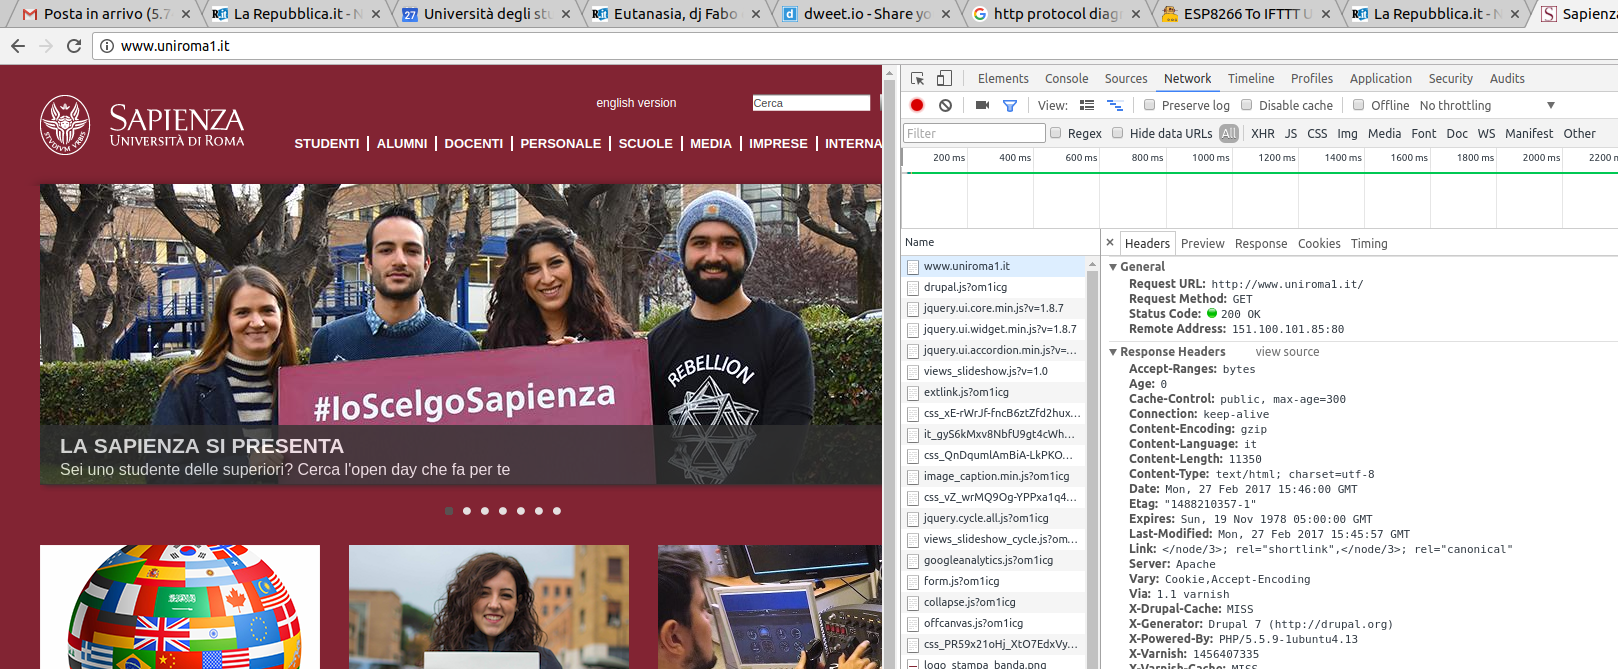 Posta in arrivo (5.7
La Repubblica.it - N
27
Università degli stu
Eutanasia, dj Fabo
dweet.io - Share yo
http protocol diag
ESP8266 To IFTTT U
La Repubblica.it - N
Sapienza
www.uniroma1.it
SAPIENZA
UNIVERSITÀ DI ROMA
english version
Cerca
STUDENTI
ALUMNI
DOCENTI
PERSONALE
SCUOLE
MEDIA
IMPRESE
INTERNA
#IoScelgoSapienza
REBELLION
LA SAPIENZA SI PRESENTA
Sei uno studente delle superiori? Cerca l'open day che fa per te
Elements Console Sources Network Timeline Profiles Application Security Audits
View: Preserve log Disable cache Offline No throttling
Filter Regex Hide data URLs All XHR JS CSS Img Media Font Doc WS Manifest Other
200 ms 400 ms 600 ms 800 ms 1000 ms 1200 ms 1400 ms 1600 ms 1800 ms 2000 ms 2200 m
Name
www.uniroma1.it
drupal.js?om1icg
jquery.ui.core.min.js?v=1.8.7
jquery.ui.widget.min.js?v=1.8.7
jquery.ui.accordion.min.js?v=...
views_slideshow.js?v=1.0
extlink.js?om1icg
css_xE-rWrJf-fncB6ztZfd2hux...
it_gyS6kMxv8NbfU9gt4cWh...
css_QnDqumlAmBiA-LkPKO...
image_caption.min.js?om1icg
css_vZ_wrMQ9Og-YPPxa1q4...
jquery.cycle.all.js?om1icg
views_slideshow_cycle.js?om...
googleanalytics.js?om1icg
form.js?om1icg
collapse.js?om1icg
offcanvas.js?om1icg
css_PR59x21oHj_XtO7EdxVy...
logo_stampa_banda.png
× Headers Preview Response Cookies Timing
General
Request URL: http://www.uniroma1.it/
Request Method: GET
Status Code: 200 OK
Remote Address: 151.100.101.85:80
Response Headers view source
Accept-Ranges: bytes
Age: 0
Cache-Control: public, max-age=300
Connection: keep-alive
Content-Encoding: gzip
Content-Language: it
Content-Length: 11350
Content-Type: text/html; charset=utf-8
Date: Mon, 27 Feb 2017 15:46:00 GMT
Etag: "1488210357-1"
Expires: Sun, 19 Nov 1978 05:00:00 GMT
Last-Modified: Mon, 27 Feb 2017 15:45:57 GMT
Link: </node/3>; rel="shortlink",</node/3>; rel="canonical"
Server: Apache
Vary: Cookie,Accept-Encoding
Via: 1.1 varnish
X-Drupal-Cache: MISS
X-Generator: Drupal 7 (http://drupal.org)
X-Powered-By: PHP/5.5.9-1ubuntu4.13
X-Varnish: 1456407335
X-Varnish-Cache: MISS